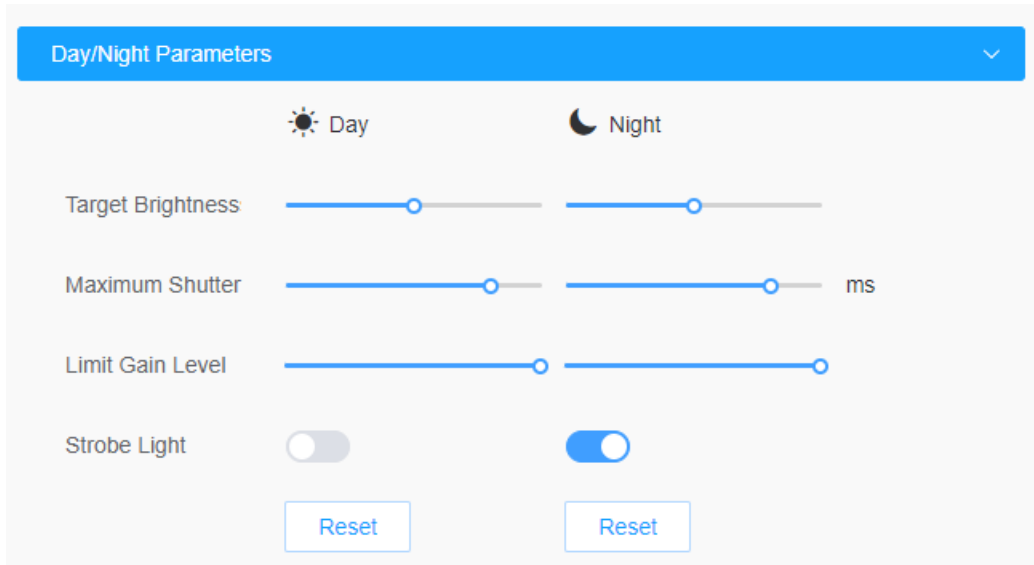 Day/Night Parameters
Day Night
Target Brightness:
Maximum Shutter ms
Limit Gain Level
Strobe Light
Reset Reset